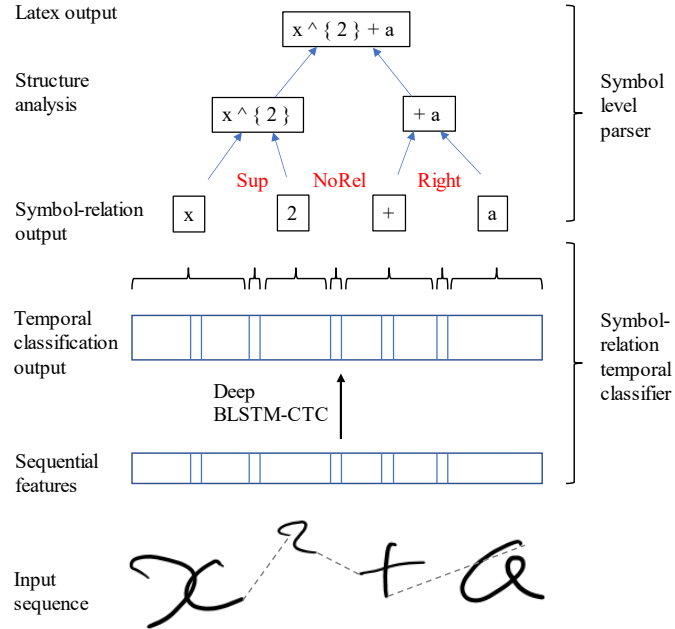 Latex output
x ^ { 2 } + a
Structure
analysis
x ^ { 2 }
+ a
Symbol
level
parser
Sup
NoRel
Right
Symbol-relation
output
x
2
+
a
Temporal
classification
output
Symbol-
relation
temporal
classifier
Deep
BLSTM-CTC
Sequential
features
Input
sequence
x 2 + a